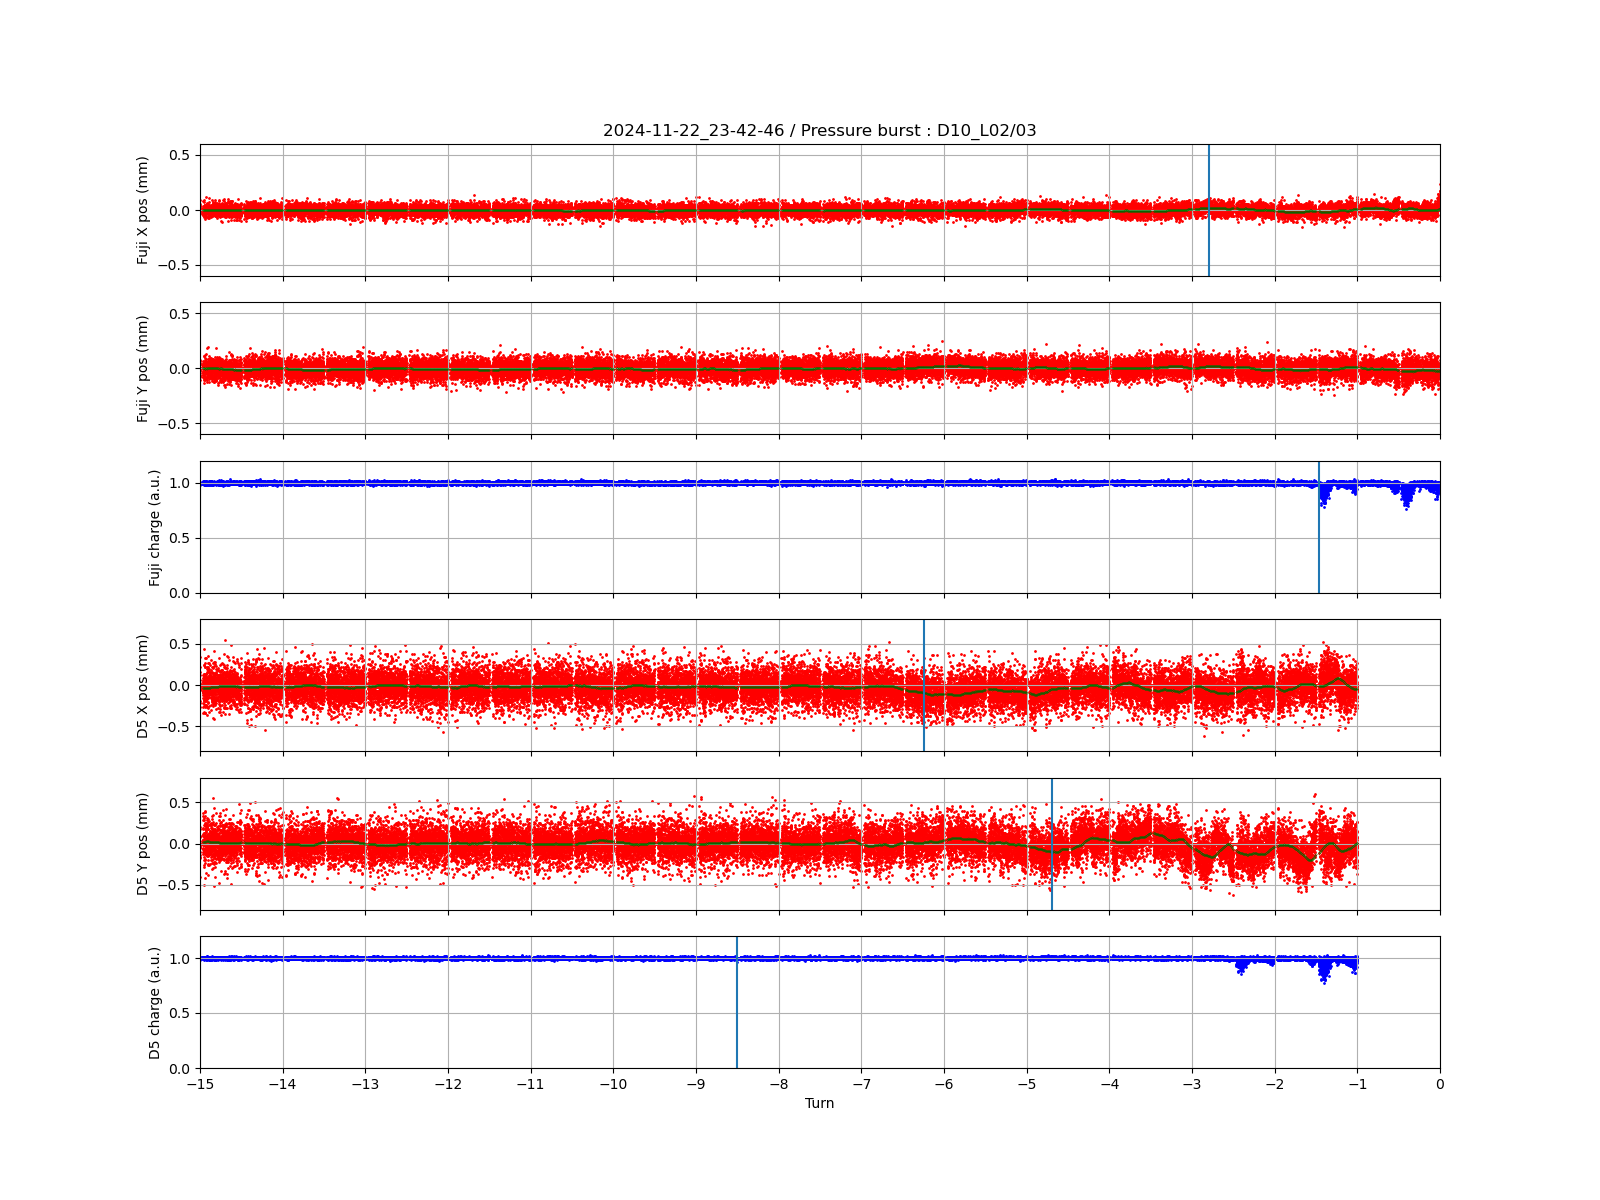 2024-11-22_23-42-46 / Pressure burst : D10_L02/03
Fuji X pos (mm)
0.5
0.0
−0.5
Fuji Y pos (mm)
0.5
0.0
−0.5
Fuji charge (a.u.)
1.0
0.5
0.0
D5 X pos (mm)
0.5
0.0
−0.5
D5 Y pos (mm)
0.5
0.0
−0.5
D5 charge (a.u.)
1.0
0.5
0.0
−15 −14 −13 −12 −11 −10 −9 −8 −7 −6 −5 −4 −3 −2 −1 0
Turn